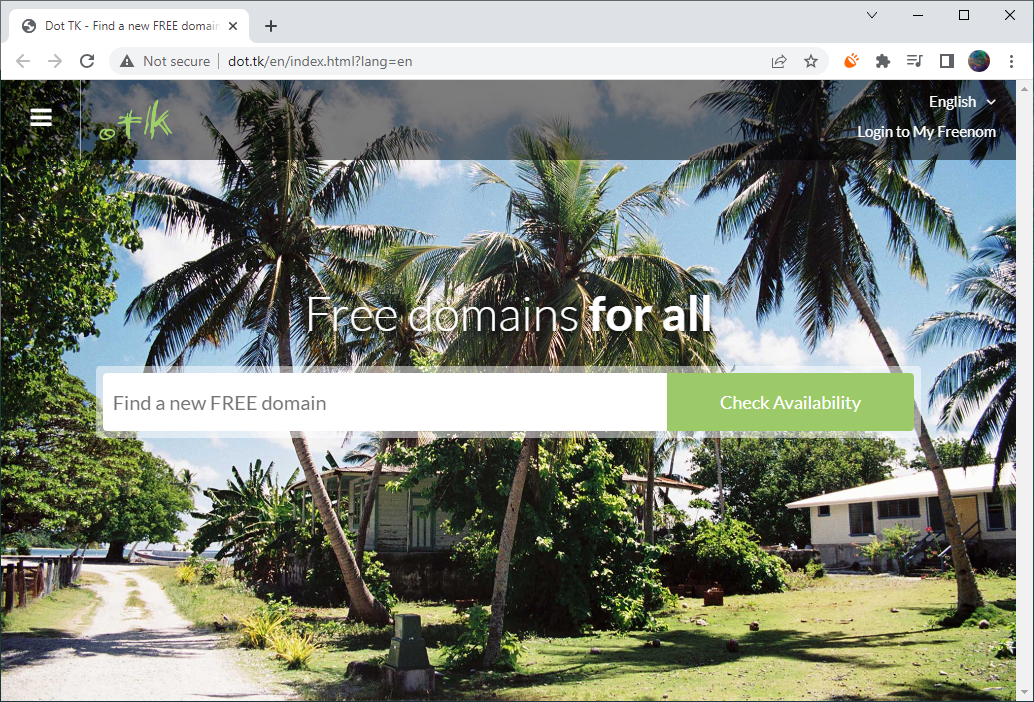 Dot TK - Find a new FREE domain
Not secure
dot.tk/en/index.html?lang=en
.tk
English
Login to My Freenom
Free domains for all
Find a new FREE domain
Check Availability